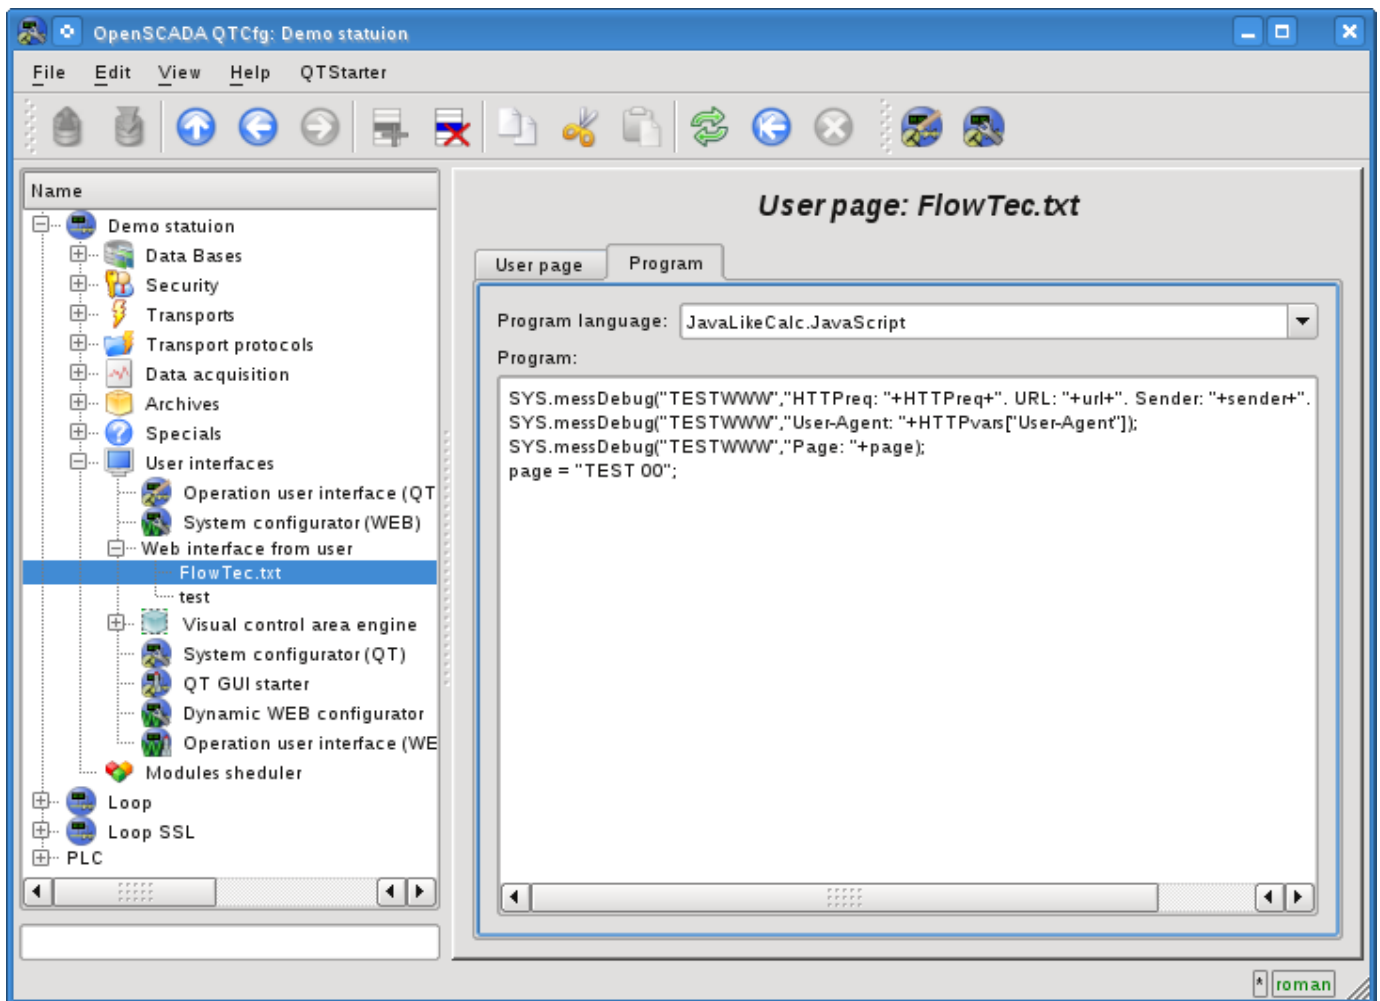 OpenSCADA QTCfg: Demo statuion
File Edit View Help QTStarter
Name
Demo statuion
Data Bases
Security
Transports
Transport protocols
Data acquisition
Archives
Specials
User interfaces
Operation user interface (QT
System configurator (WEB)
Web interface from user
FlowTec.txt
test
Visual control area engine
System configurator (QT)
QT GUI starter
Dynamic WEB configurator
Operation user interface (WE
Modules sheduler
Loop
Loop SSL
PLC
User page: FlowTec.txt
User page Program
Program language: JavaLikeCalc.JavaScript
Program:
SYS.messDebug("TESTWWW","HTTPreq: "+HTTPreq+". URL: "+url+". Sender: "+sender+".
SYS.messDebug("TESTWWW","User-Agent: "+HTTPvars["User-Agent"]);
SYS.messDebug("TESTWWW","Page: "+page);
page = "TEST 00";
* roman